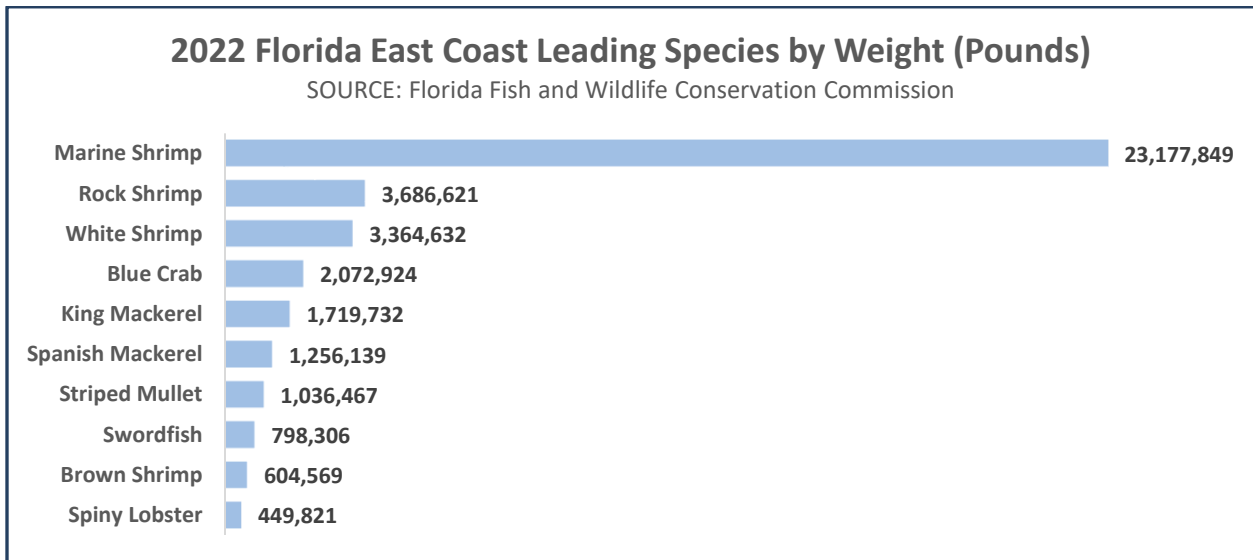 2022 Florida East Coast Leading Species by Weight (Pounds)
SOURCE: Florida Fish and Wildlife Conservation Commission
Marine Shrimp 23,177,849
Rock Shrimp 3,686,621
White Shrimp 3,364,632
Blue Crab 2,072,924
King Mackerel 1,719,732
Spanish Mackerel 1,256,139
Striped Mullet 1,036,467
Swordfish 798,306
Brown Shrimp 604,569
Spiny Lobster 449,821